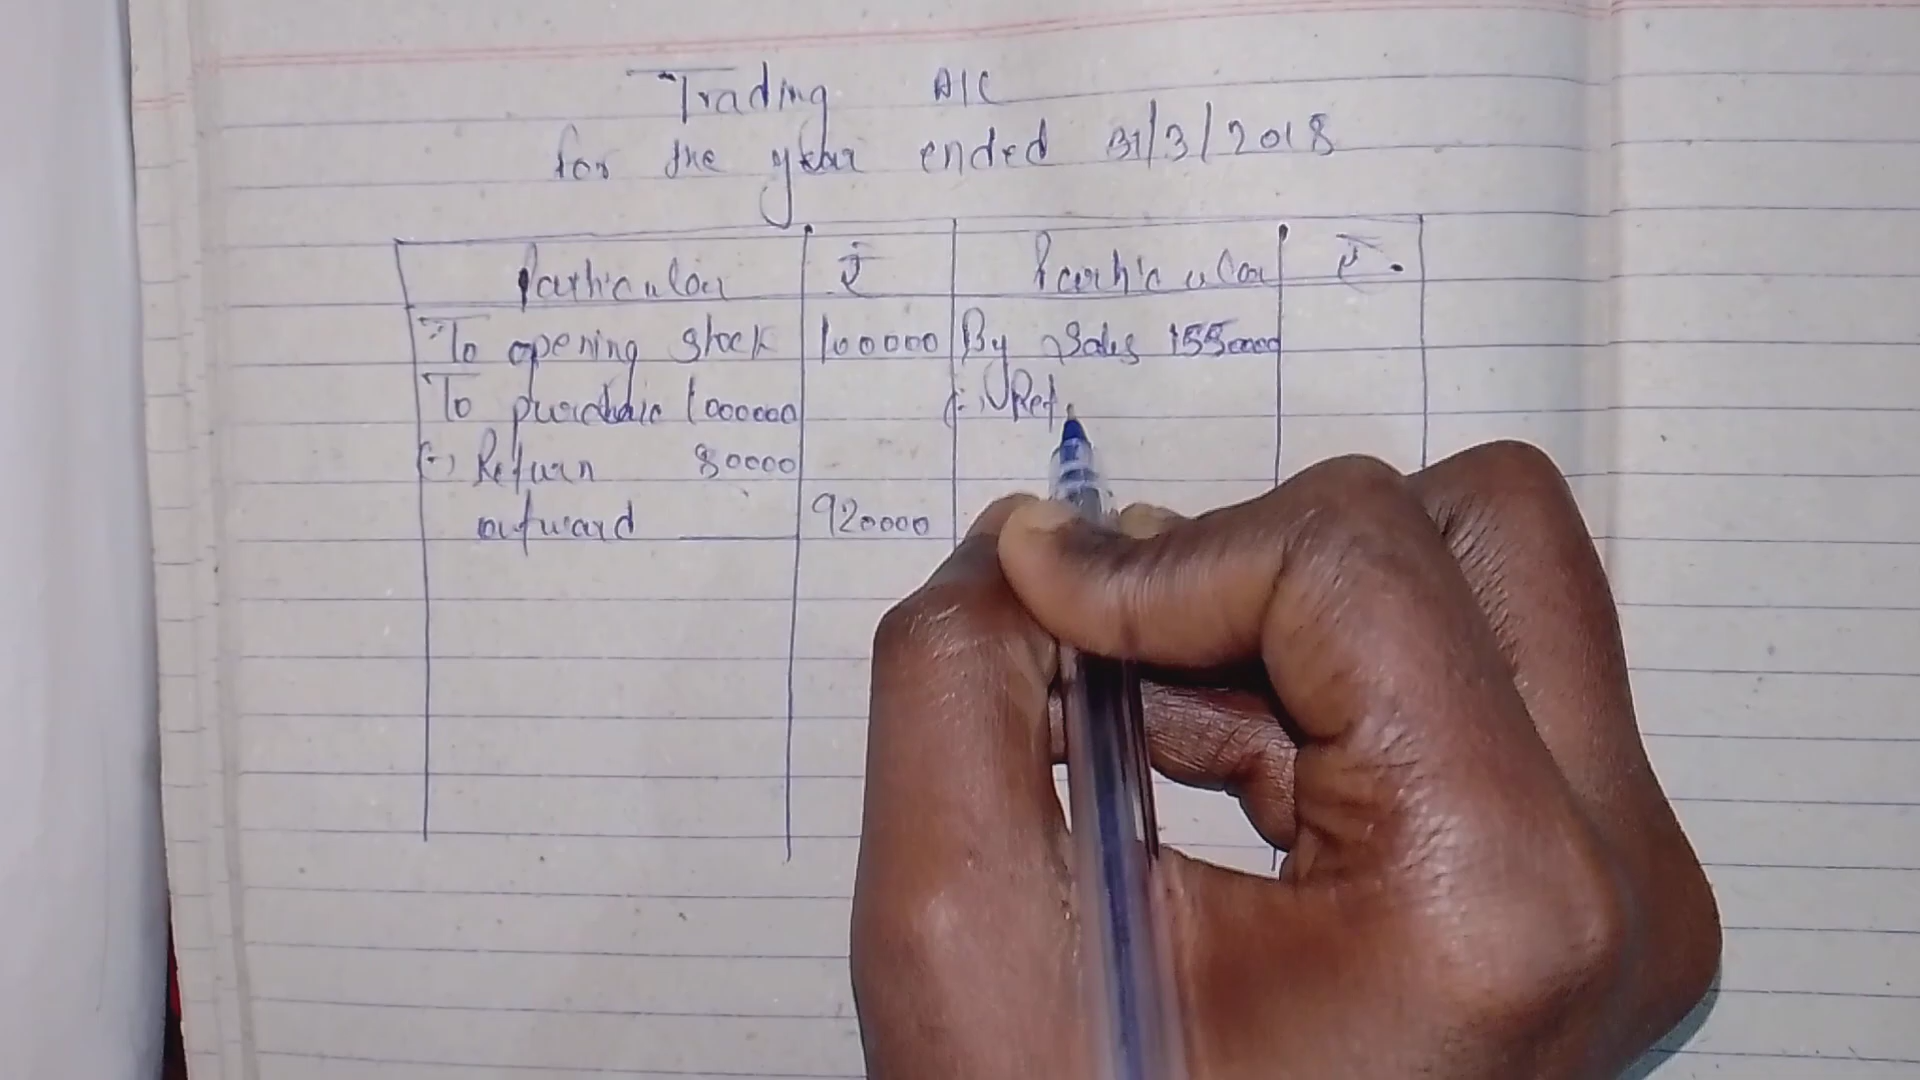 Trading A/C
for the year ended 31/3/2018
Particular ₹ Particular ₹.
To opening stock 100000 By Sales 1550000
To purchase 1000000 (-) Ret
(-) Return 80000
outward 920000